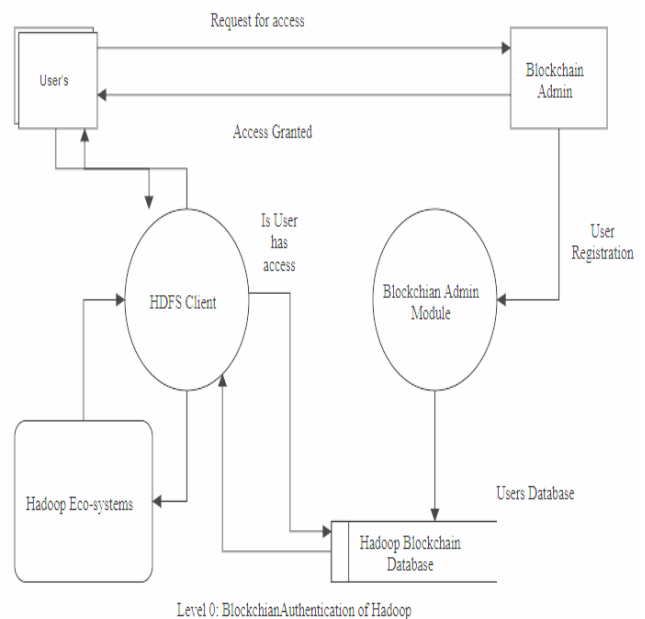 Request for access
User's
Blockchain
Admin
Access Granted
Is User
has
access
User
Registration
HDFS Client
Blockchian Admin
Module
Hadoop Eco-systems
Users Database
Hadoop Blockchain
Database
Level 0: BlockchianAuthentication of Hadoop